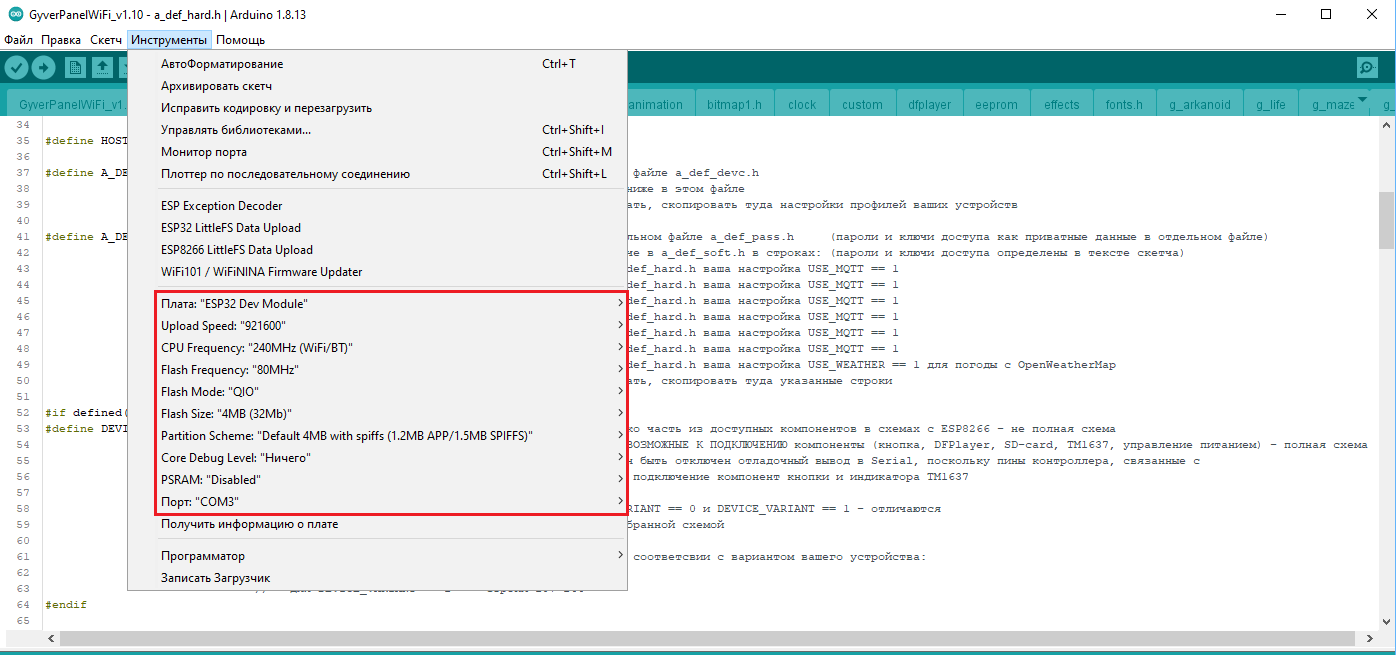 GyverPanelWiFi_v1.10 - a_def_hard.h | Arduino 1.8.13
Файл Правка Скетч Инструменты Помощь
АвтоФорматирование Ctrl+T
Архивировать скетч
Исправить кодировку и перезагрузить
Управлять библиотеками... Ctrl+Shift+I
Монитор порта Ctrl+Shift+M
Плоттер по последовательному соединению Ctrl+Shift+L
ESP Exception Decoder
ESP32 LittleFS Data Upload
ESP8266 LittleFS Data Upload
WiFi101 / WiFiNINA Firmware Updater
Плата: "ESP32 Dev Module"
Upload Speed: "921600"
CPU Frequency: "240MHz (WiFi/BT)"
Flash Frequency: "80MHz"
Flash Mode: "QIO"
Flash Size: "4MB (32Mb)"
Partition Scheme: "Default 4MB with spiffs (1.2MB APP/1.5MB SPIFFS)"
Core Debug Level: "Ничего"
PSRAM: "Disabled"
Порт: "COM3"
Получить информацию о плате
Программатор
Записать Загрузчик
GyverPanelWiFi_v1. animation bitmap1.h clock custom dfplayer eeprom effects fonts.h g_arkanoid g_life g_maze g_
34
35 #define HOST
36
37 #define A_DE файле a_def_devc.h
38 ниже в этом файле
39 ать, скопировать туда настройки профилей ваших устройств
40
41 #define A_DE льном файле a_def_pass.h (пароли и ключи доступа как приватные данные в отдельном файле)
42 же в a_def_soft.h в строках: (пароли и ключи доступа определены в тексте скетча)
43 def_hard.h ваша настройка USE_MQTT == 1
44 def_hard.h ваша настройка USE_MQTT == 1
45 def_hard.h ваша настройка USE_MQTT == 1
46 def_hard.h ваша настройка USE_MQTT == 1
47 def_hard.h ваша настройка USE_MQTT == 1
48 def_hard.h ваша настройка USE_MQTT == 1
49 def_hard.h ваша настройка USE_WEATHER == 1 для погоды с OpenWeatherMap
50 ать, скопировать туда указанные строки
51
52 #if defined(
53 #define DEVI ко часть из доступных компонентов в схемах с ESP8266 - не полная схема
54 ВОЗМОЖНЫЕ К ПОДКЛЮЧЕНИЮ компоненты (кнопка, DFPlayer, SD-card, TM1637, управление питанием) - полная схема
55 н быть отключен отладочный вывод в Serial, поскольку пины контроллера, связанные с
56 подключение компонент кнопки и индикатора TM1637
57
58 RIANT == 0 и DEVICE_VARIANT == 1 - отличаются
59 бранной схемой
60
61 соответсвии с вариантом вашего устройства:
62
63
64 #endif
65